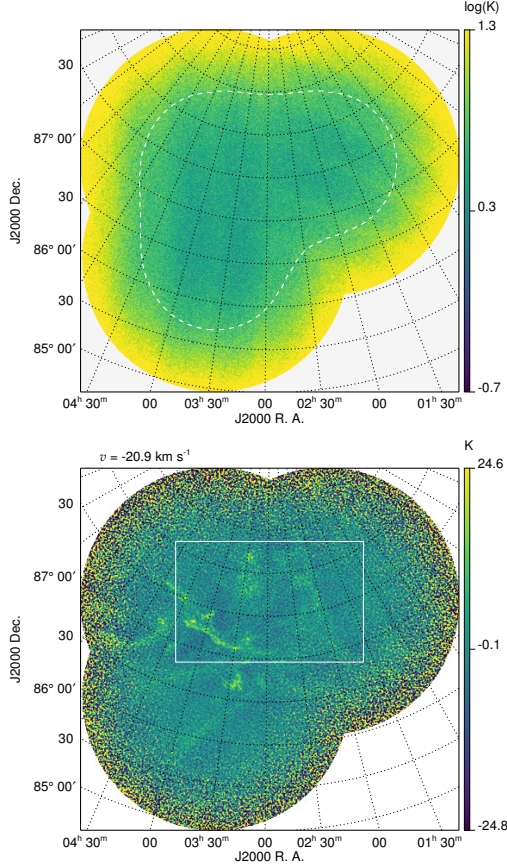 log(K)
1.3
30
87° 00′
30
86° 00′
30
85° 00′
J2000 Dec.
0.3
-0.7
04ʰ 30ᵐ 00 03ʰ 30ᵐ 00 02ʰ 30ᵐ 00 01ʰ 30ᵐ
J2000 R. A.
v = -20.9 km s⁻¹
K
24.6
30
87° 00′
30
86° 00′
30
85° 00′
J2000 Dec.
-0.1
-24.8
04ʰ 30ᵐ 00 03ʰ 30ᵐ 00 02ʰ 30ᵐ 00 01ʰ 30ᵐ
J2000 R. A.